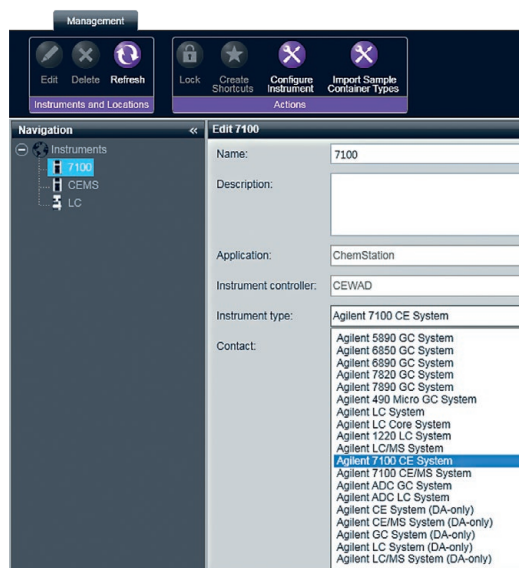 Management
Edit Delete Refresh Lock Create Shortcuts Configure Instrument Import Sample Container Types
Instruments and Locations Actions
Navigation «
Instruments
7100
CEMS
LC
Edit 7100
Name: 7100
Description:
Application: ChemStation
Instrument controller: CEWAD
Instrument type: Agilent 7100 CE System
Contact:
Agilent 5890 GC System
Agilent 6850 GC System
Agilent 6890 GC System
Agilent 7820 GC System
Agilent 7890 GC System
Agilent 490 Micro GC System
Agilent LC System
Agilent LC Core System
Agilent 1220 LC System
Agilent LC/MS System
Agilent 7100 CE System
Agilent 7100 CE/MS System
Agilent ADC GC System
Agilent ADC LC System
Agilent CE System (DA-only)
Agilent CE/MS System (DA-only)
Agilent GC System (DA-only)
Agilent LC System (DA-only)
Agilent LC/MS System (DA-only)